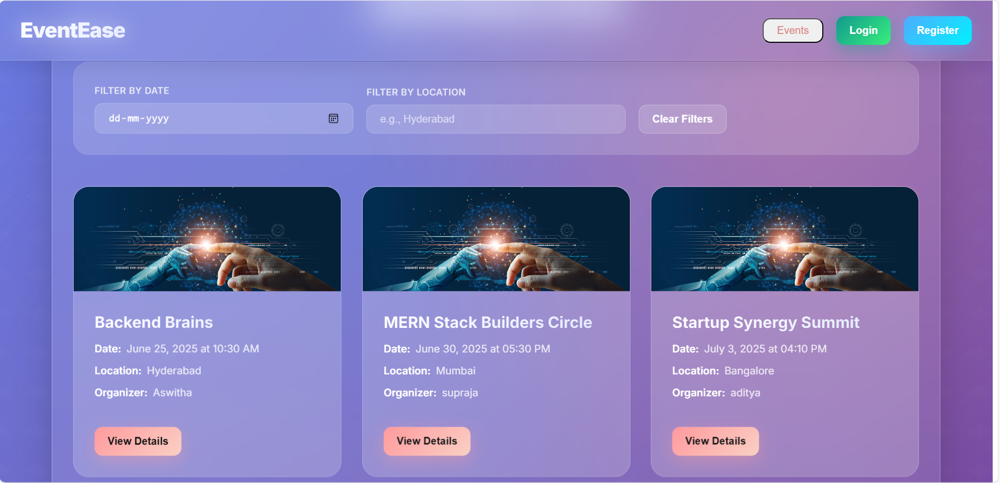 EventEase
Events
Login
Register
FILTER BY DATE
FILTER BY LOCATION
dd-mm-yyyy
e.g., Hyderabad
Clear Filters
Backend Brains
Date: June 25, 2025 at 10:30 AM
Location: Hyderabad
Organizer: Aswitha
View Details
MERN Stack Builders Circle
Date: June 30, 2025 at 05:30 PM
Location: Mumbai
Organizer: supraja
View Details
Startup Synergy Summit
Date: July 3, 2025 at 04:10 PM
Location: Bangalore
Organizer: aditya
View Details